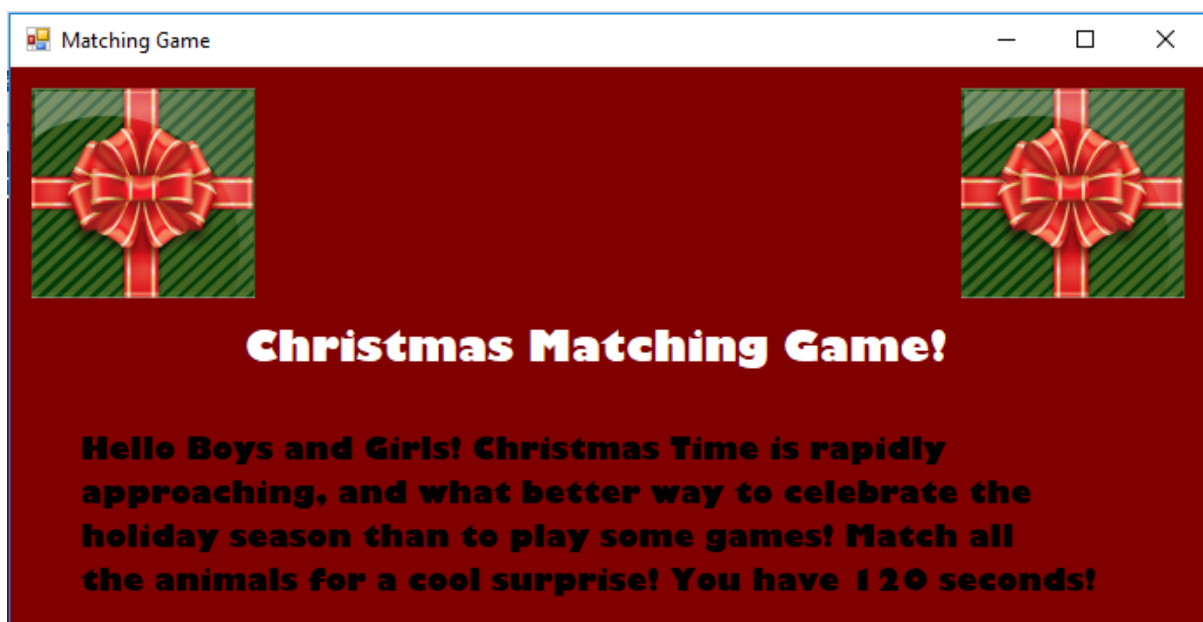 Matching Game
Christmas Matching Game!
Hello Boys and Girls! Christmas Time is rapidly
approaching, and what better way to celebrate the
holiday season than to play some games! Match all
the animals for a cool surprise! You have 120 seconds!